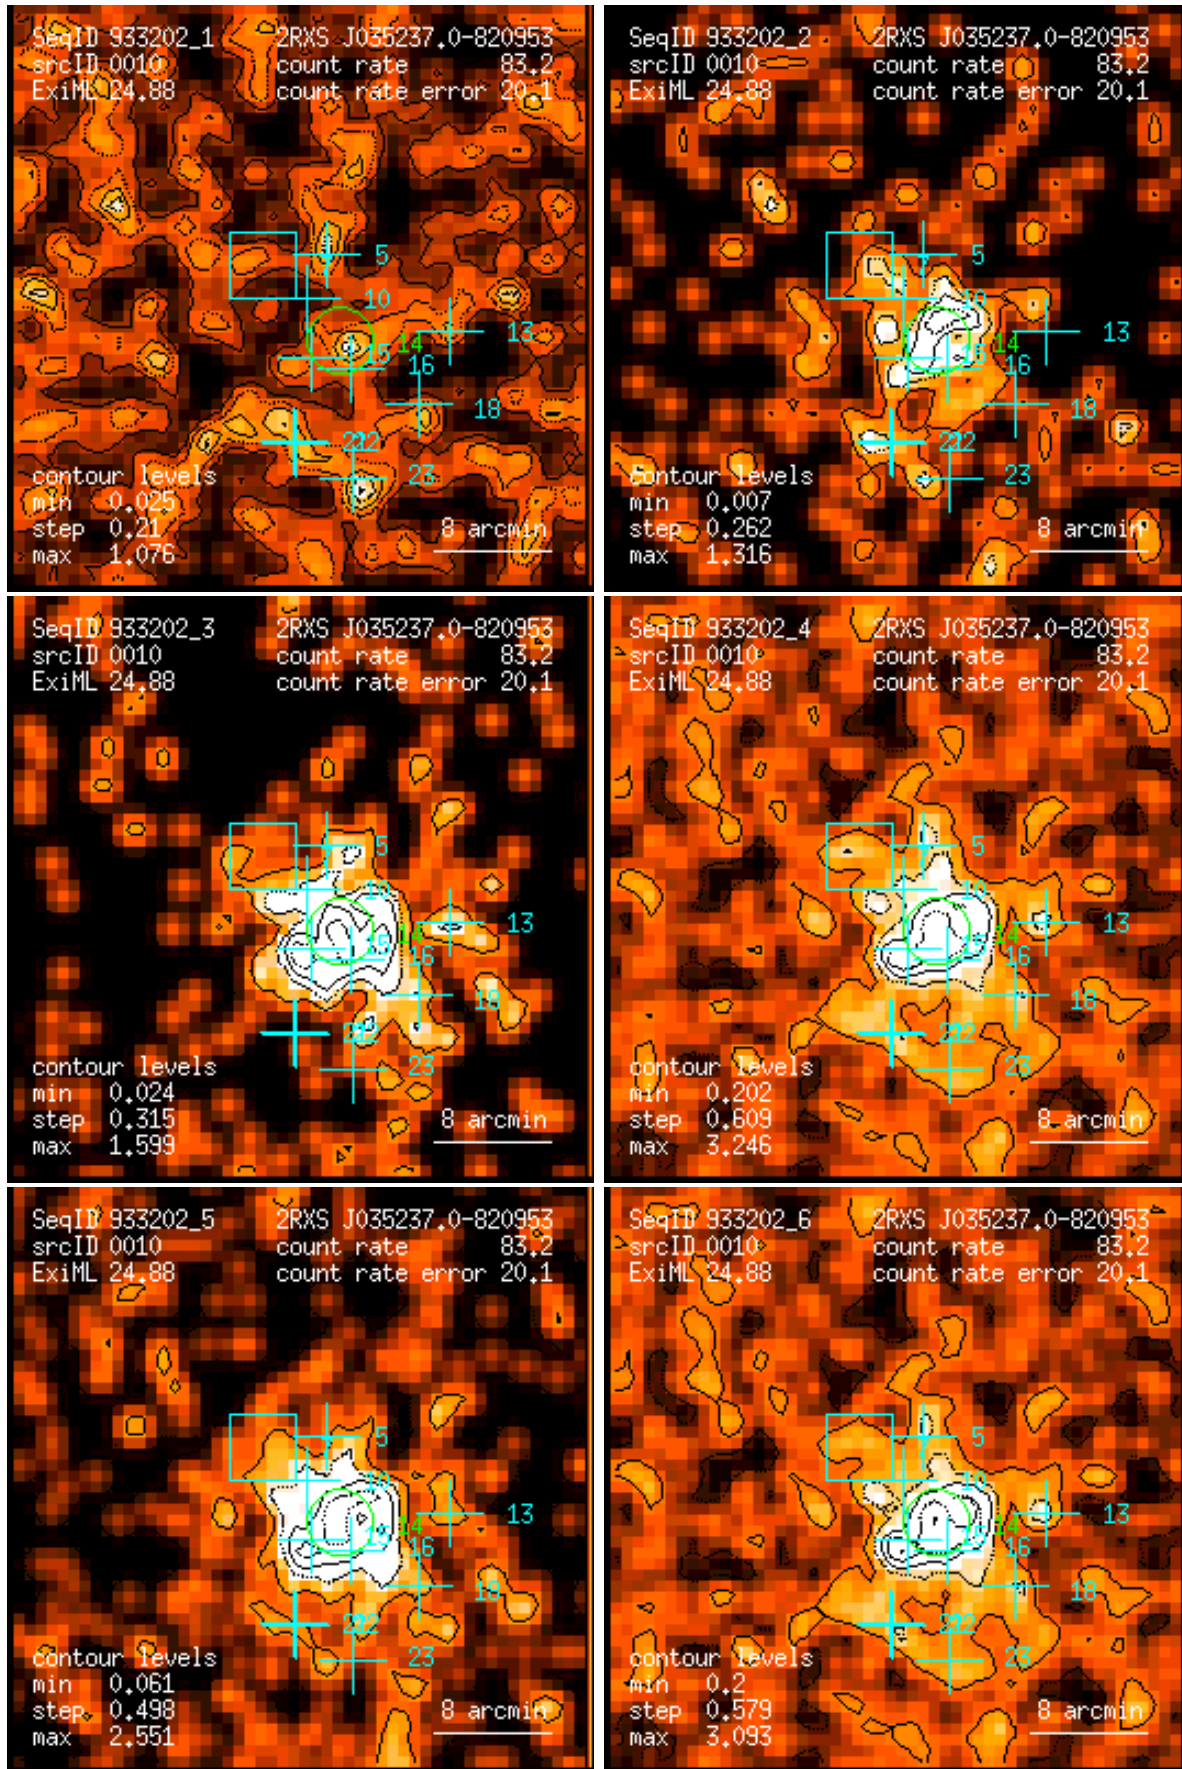 SeqID 933202_1 2RXS J035237.0-820953
srcID 0010 count rate 83.2
ExiML 24.88 count rate error 20.1
5
10
13
14
15 16
18
22
23
contour levels
min 0.025
step 0.21
max 1.076
8 arcmin
SeqID 933202_2 2RXS J035237.0-820953
srcID 0010 count rate 83.2
ExiML 24.88 count rate error 20.1
5
10
13
14
15 16
18
22
23
contour levels
min 0.007
step 0.262
max 1.316
8 arcmin
SeqID 933202_3 2RXS J035237.0-820953
srcID 0010 count rate 83.2
ExiML 24.88 count rate error 20.1
5
10
13
14
15 16
18
22
23
contour levels
min 0.024
step 0.315
max 1.599
8 arcmin
SeqID 933202_4 2RXS J035237.0-820953
srcID 0010 count rate 83.2
ExiML 24.88 count rate error 20.1
5
10
13
14
15 16
18
22
23
contour levels
min 0.202
step 0.609
max 3.246
8 arcmin
SeqID 933202_5 2RXS J035237.0-820953
srcID 0010 count rate 83.2
ExiML 24.88 count rate error 20.1
5
10
13
14
15 16
18
22
23
contour levels
min 0.061
step 0.498
max 2.551
8 arcmin
SeqID 933202_6 2RXS J035237.0-820953
srcID 0010 count rate 83.2
ExiML 24.88 count rate error 20.1
5
10
13
14
15 16
18
22
23
contour levels
min 0.2
step 0.579
max 3.093
8 arcmin